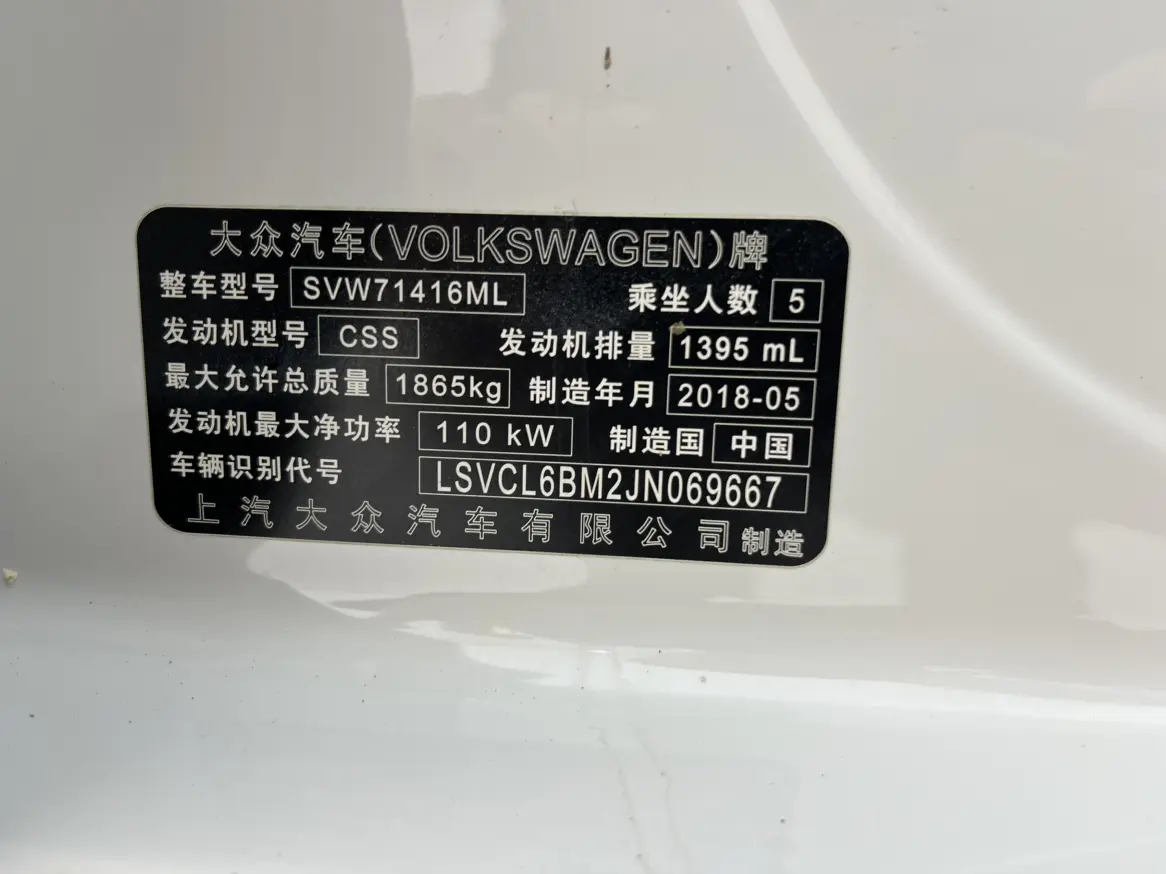 大众汽车(VOLKSWAGEN)牌
整车型号 SVW71416ML 乘坐人数 5
发动机型号 CSS 发动机排量 1395 mL
最大允许总质量 1865kg 制造年月 2018-05
发动机最大净功率 110 kW 制造国 中国
车辆识别代号 LSVCL6BM2JN069667
上汽大众汽车有限公司制造